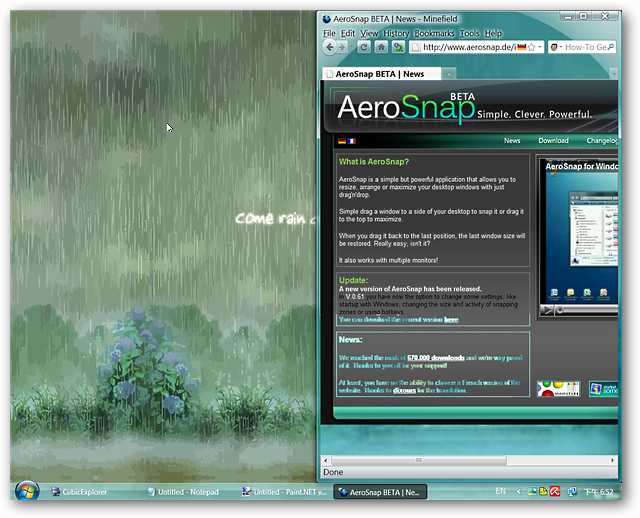 AeroSnap BETA | News - Minefield
File Edit View History Bookmarks Tools Help
http://www.aerosnap.de/i
How-To Ge
AeroSnap BETA | News
BETA
AeroSnap
Simple. Clever. Powerful.
News Download Changelog
What is AeroSnap?
AeroSnap is a simple but powerful application that allows you to
resize, arrange or maximize your desktop windows with just
drag'n'drop.
Simple drag a window to a side of your desktop to snap it or drag it
to the top to maximize.
When you drag it back to the last position, the last window size will
be restored. Really easy, isn't it?
It also works with multiple monitors!
AeroSnap for Windo
come rain
Update:
A new version of AeroSnap has been released.
In V.0.61 you have now the option to change some settings, like
startup with Windows, changing the size and activity of snapping
zones or using hotkeys.
You can download the recent version here.
News:
We reached the mark of 570.000 downloads and we're very proud
of it. Thanks to you all for your support!
At least, you have no the ability to choose a French version of the
website. Thanks to for the translation.
Done
CubicExplorer
Untitled - Notepad
Untitled - Paint.NET v...
AeroSnap BETA | Ne...
EN
下午 6:52